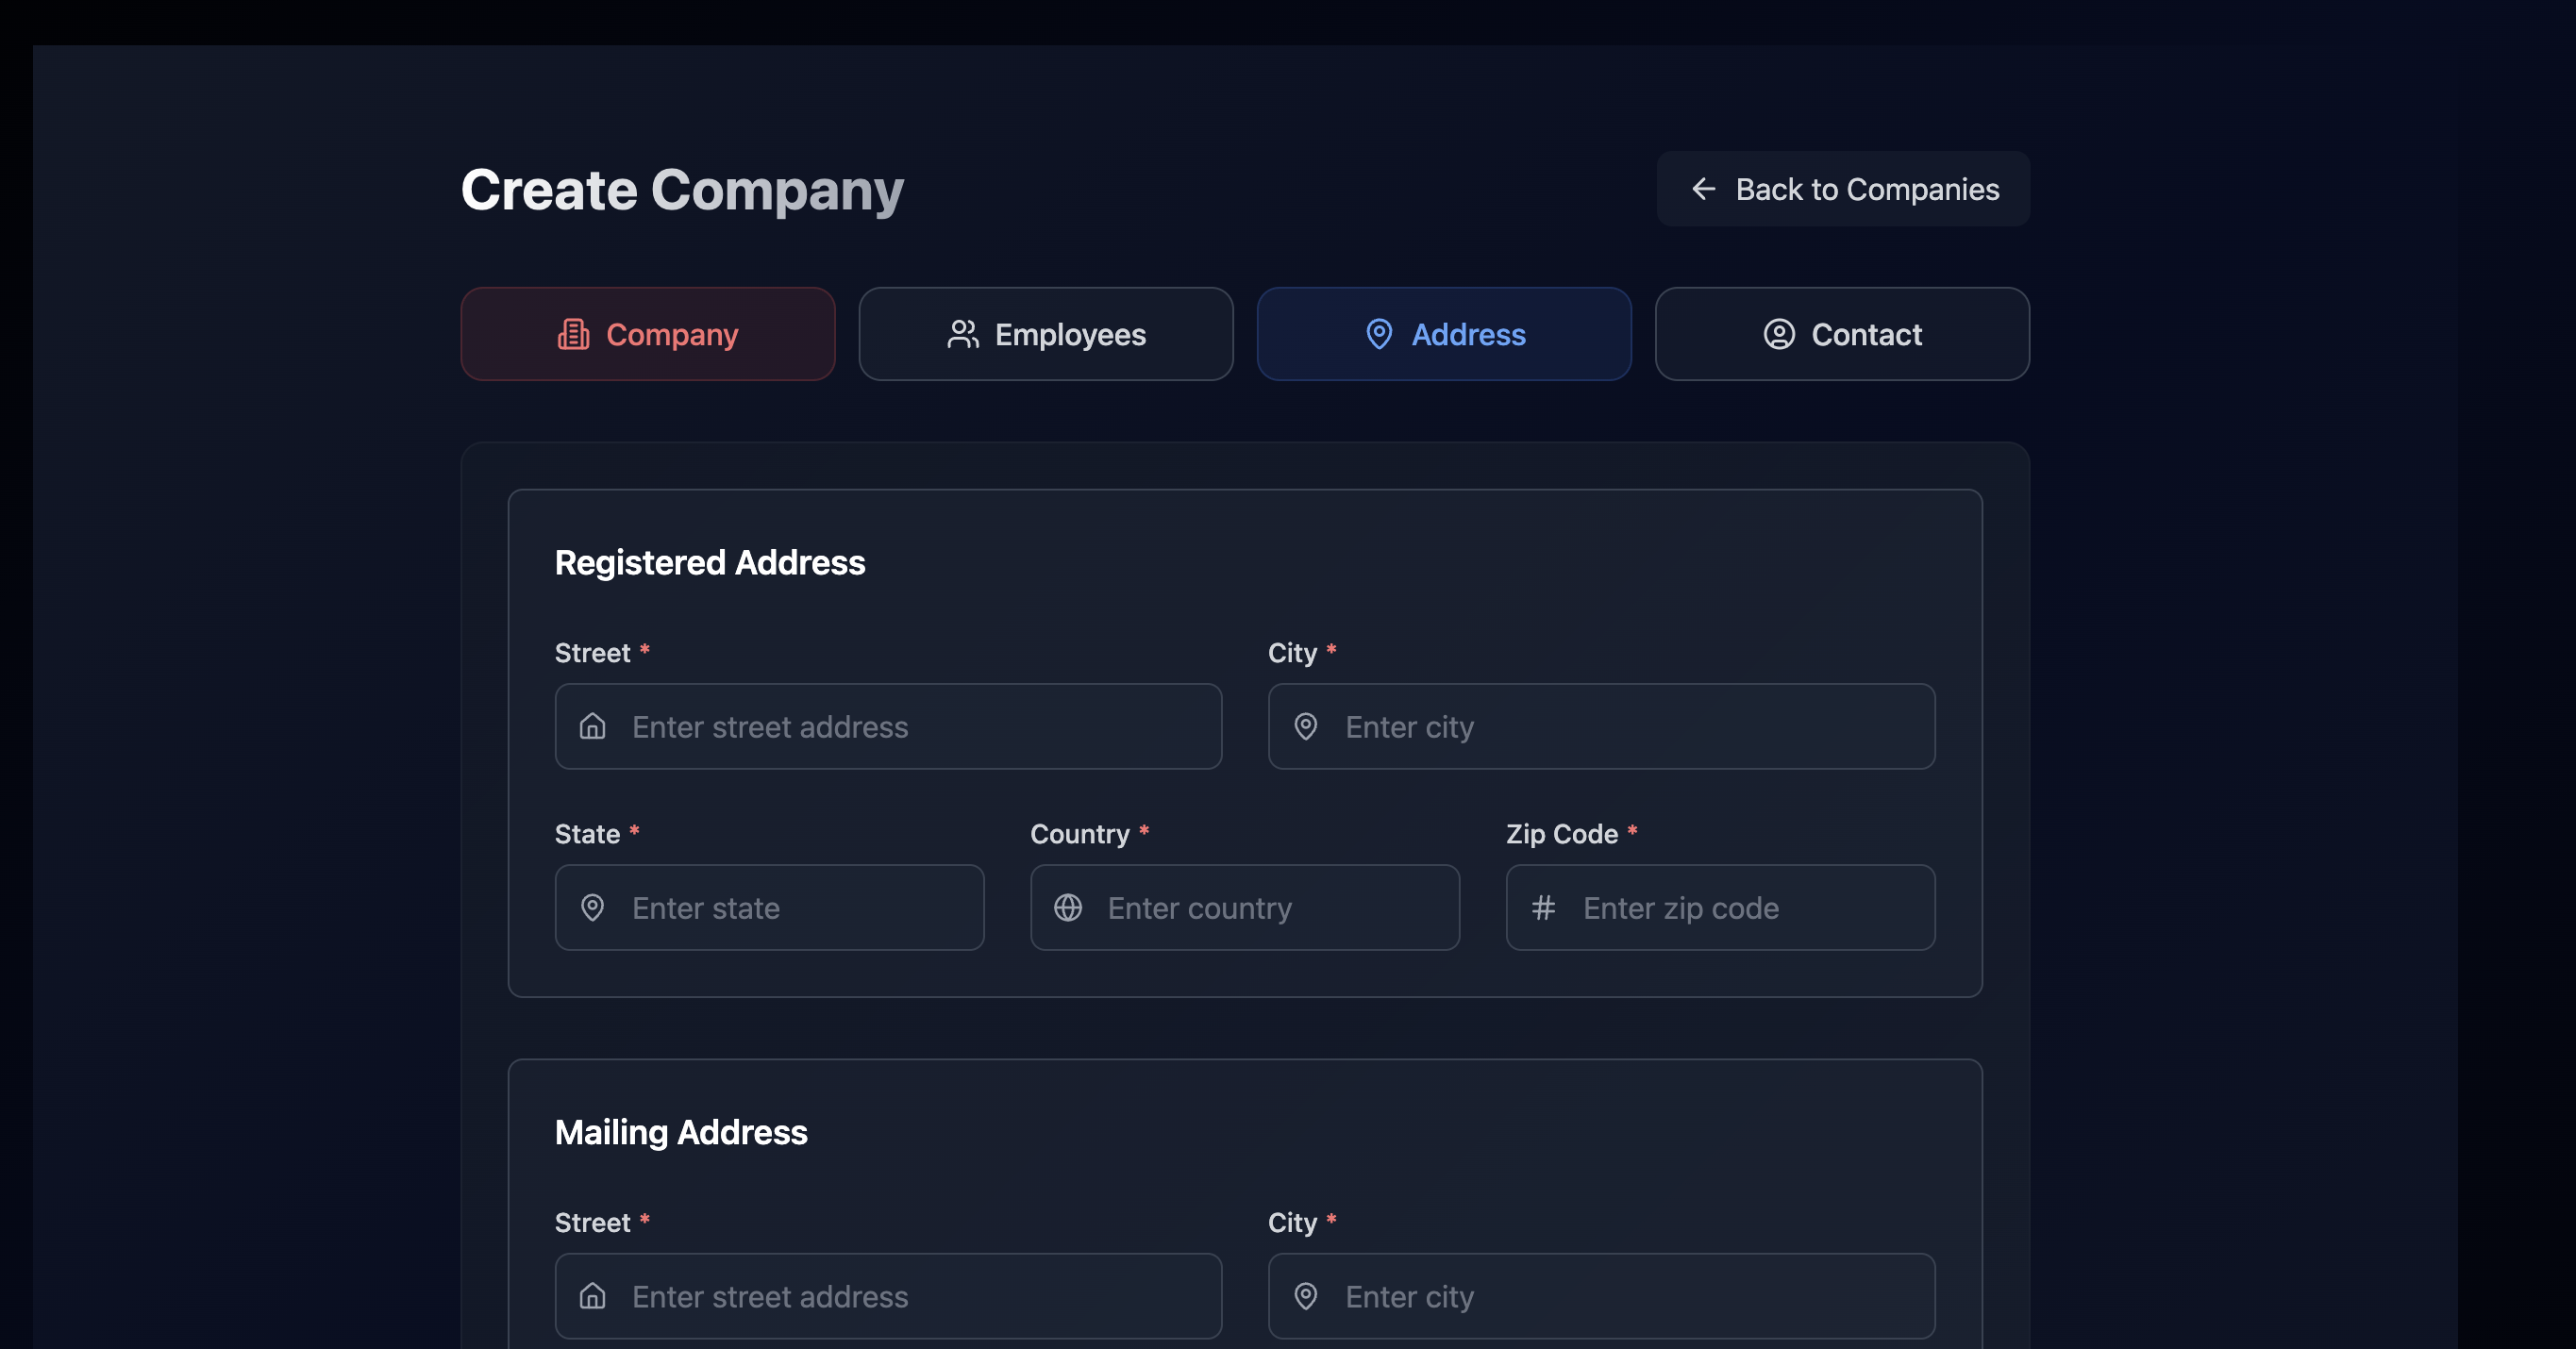 Create Company
Back to Companies
Company
Employees
Address
Contact
Registered Address
Street *
City *
Enter street address
Enter city
State *
Country *
Zip Code *
Enter state
Enter country
Enter zip code
Mailing Address
Street *
City *
Enter street address
Enter city